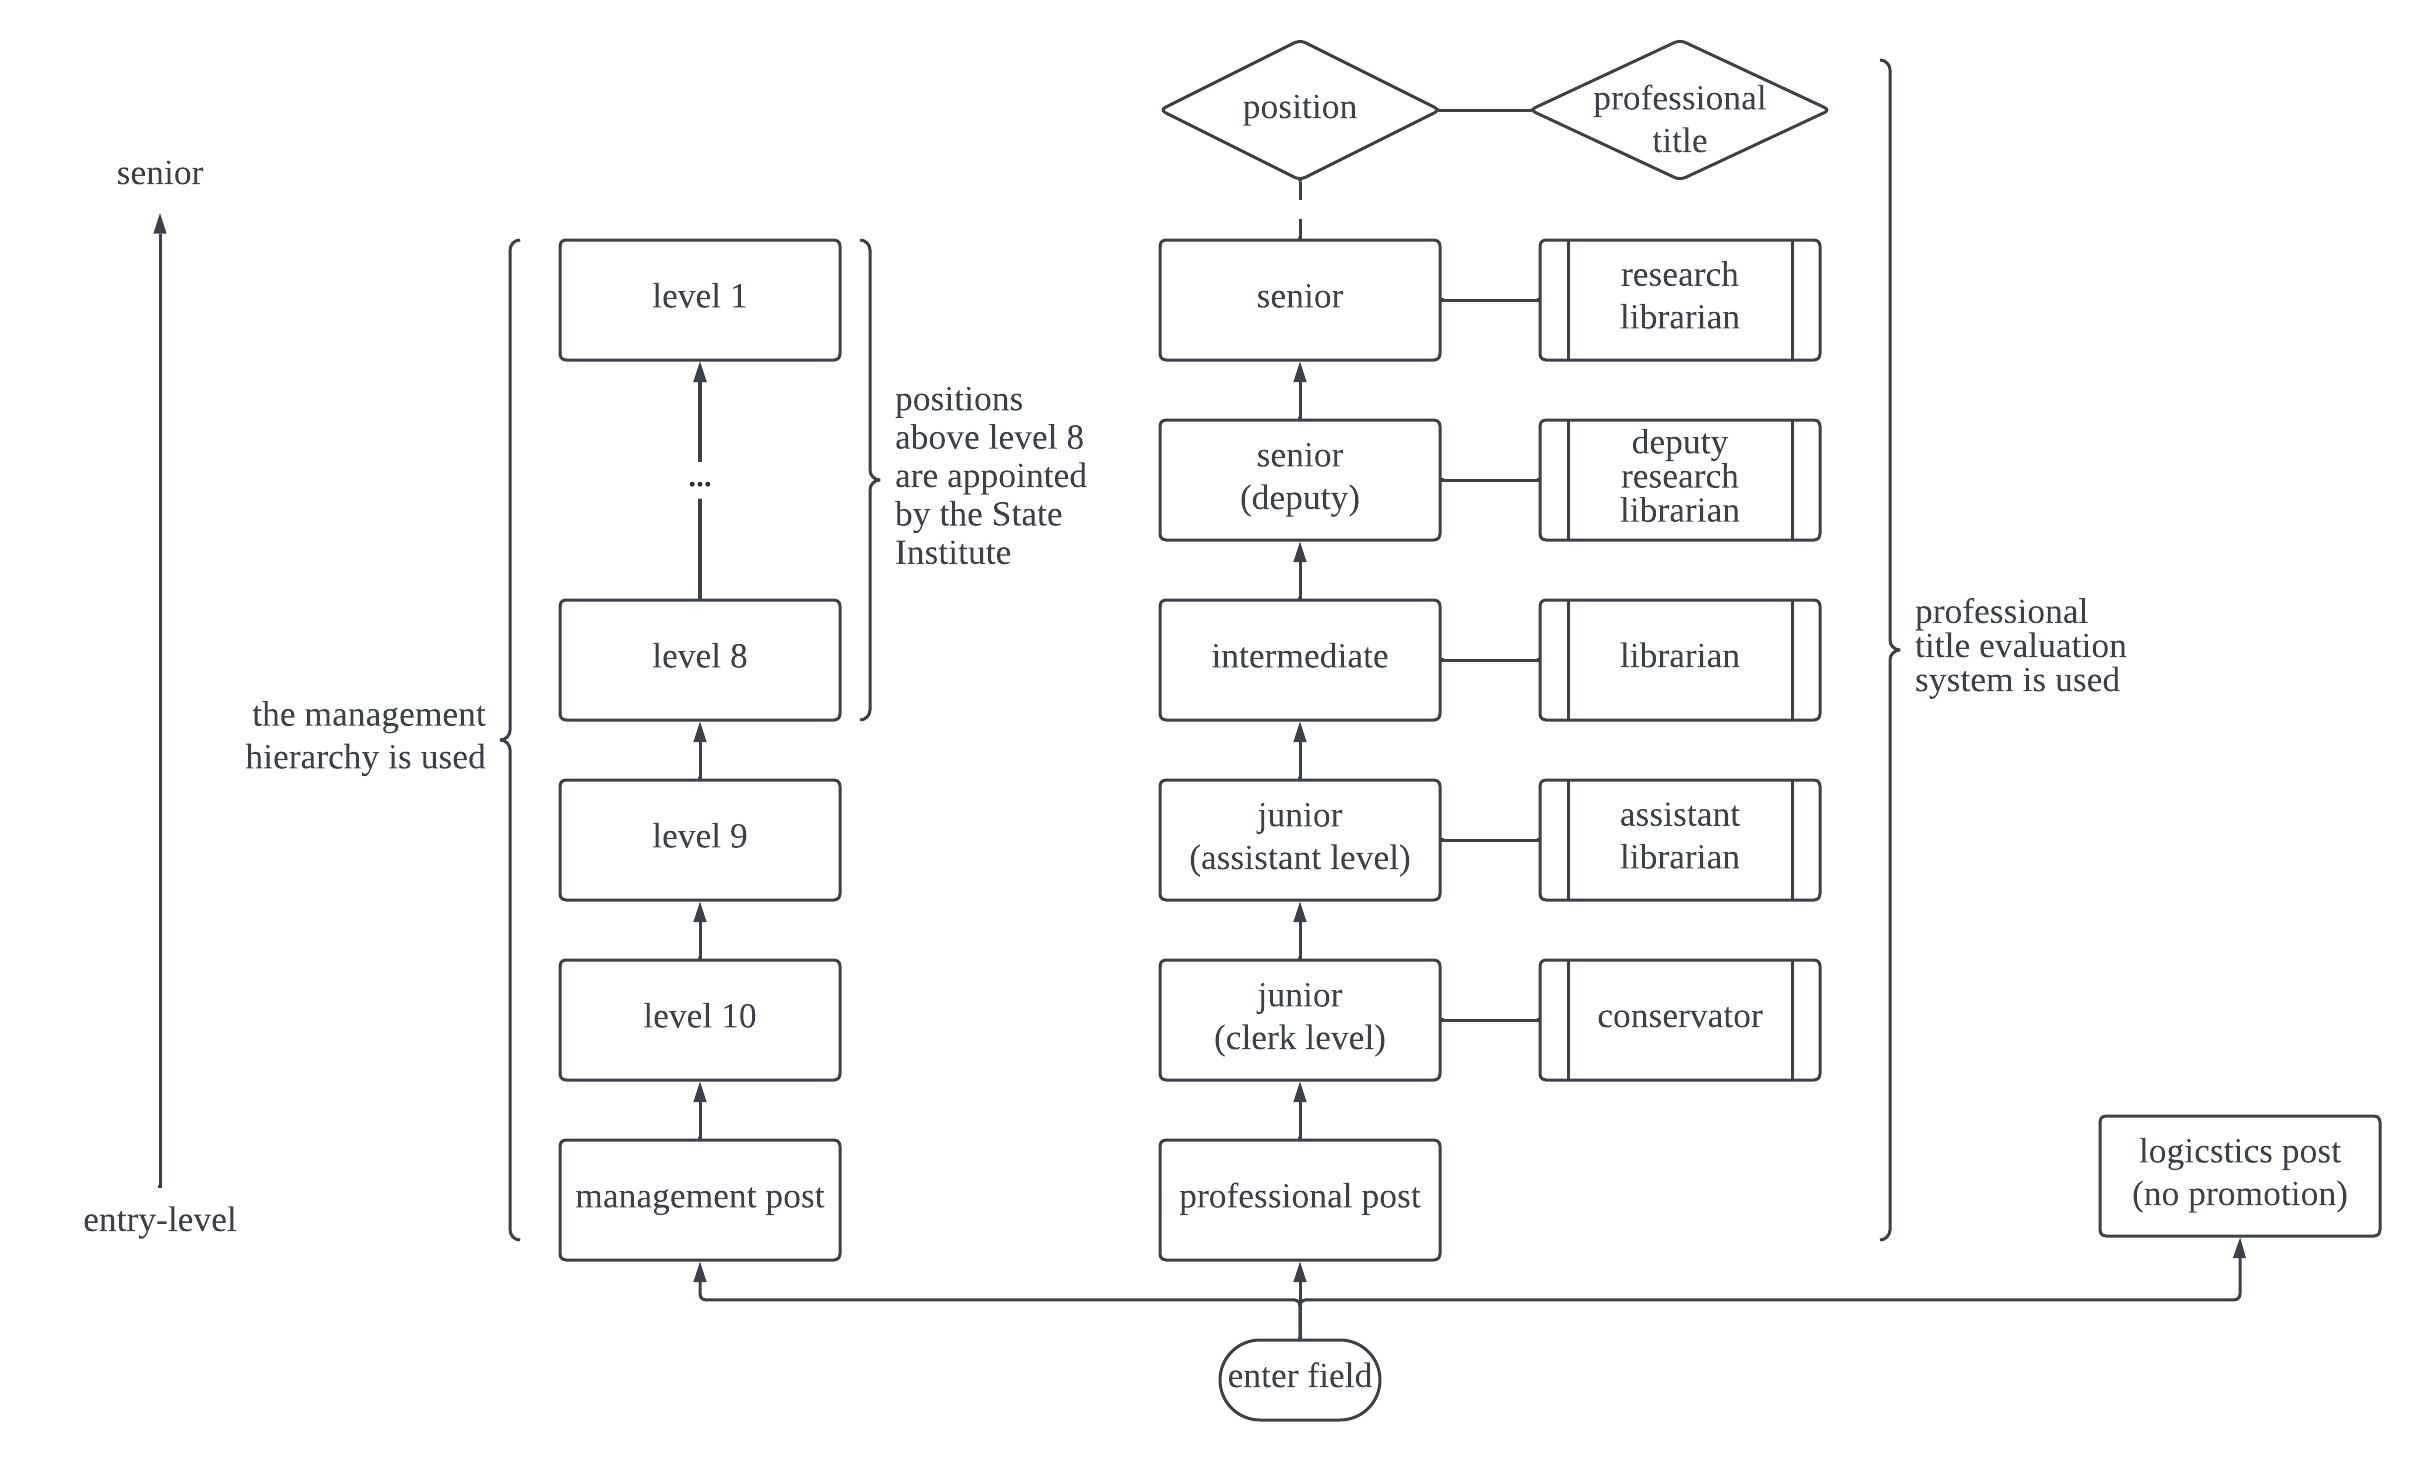 position
professional
title
senior
level 1
senior
research
librarian
positions
above level 8
are appointed
by the State
Institute
...
senior
(deputy)
deputy
research
librarian
level 8
intermediate
librarian
professional
title evaluation
system is used
the management
hierarchy is used
level 9
junior
(assistant level)
assistant
librarian
level 10
junior
(clerk level)
conservator
entry-level
management post
professional post
logicstics post
(no promotion)
enter field